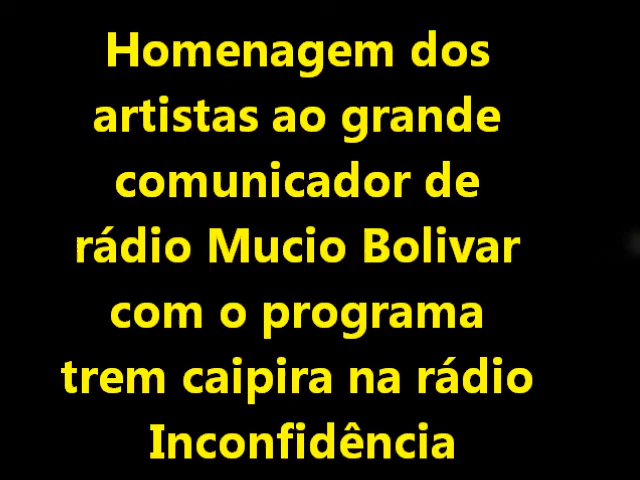 Homenagem dos
artistas ao grande
comunicador de
rádio Mucio Bolivar
com o programa
trem caipira na rádio
Inconfidência